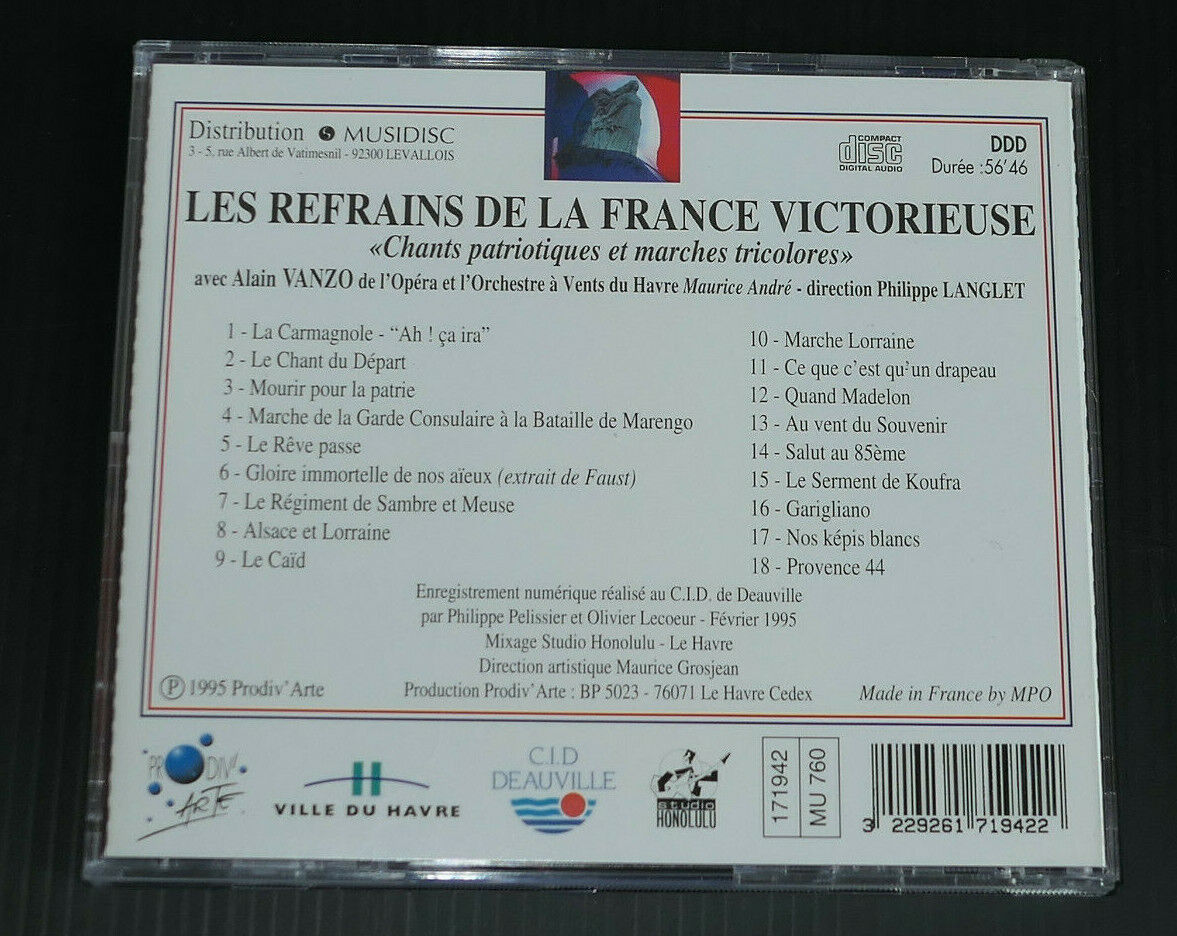 Distribution MUSIDISC
3 - 5, rue Albert de Vatimesnil - 92300 LEVALLOIS
COMPACT
disc
DIGITAL AUDIO
DDD
Durée :56'46
LES REFRAINS DE LA FRANCE VICTORIEUSE
«Chants patriotiques et marches tricolores»
avec Alain VANZO de l'Opéra et l'Orchestre à Vents du Havre Maurice André - direction Philippe LANGLET
1 - La Carmagnole - "Ah ! ça ira"
2 - Le Chant du Départ
3 - Mourir pour la patrie
4 - Marche de la Garde Consulaire à la Bataille de Marengo
5 - Le Rêve passe
6 - Gloire immortelle de nos aïeux (extrait de Faust)
7 - Le Régiment de Sambre et Meuse
8 - Alsace et Lorraine
9 - Le Caïd
10 - Marche Lorraine
11 - Ce que c'est qu'un drapeau
12 - Quand Madelon
13 - Au vent du Souvenir
14 - Salut au 85ème
15 - Le Serment de Koufra
16 - Garigliano
17 - Nos képis blancs
18 - Provence 44
Enregistrement numérique réalisé au C.I.D. de Deauville
par Philippe Pelissier et Olivier Lecoeur - Février 1995
Mixage Studio Honolulu - Le Havre
Direction artistique Maurice Grosjean
Ⓟ 1995 Prodiv'Arte
Production Prodiv'Arte : BP 5023 - 76071 Le Havre Cedex
Made in France by MPO
PRODIV'
ARTE
VILLE DU HAVRE
C.I.D
DEAUVILLE
studio
HONOLULU
171942
MU 760
3 229261 719422